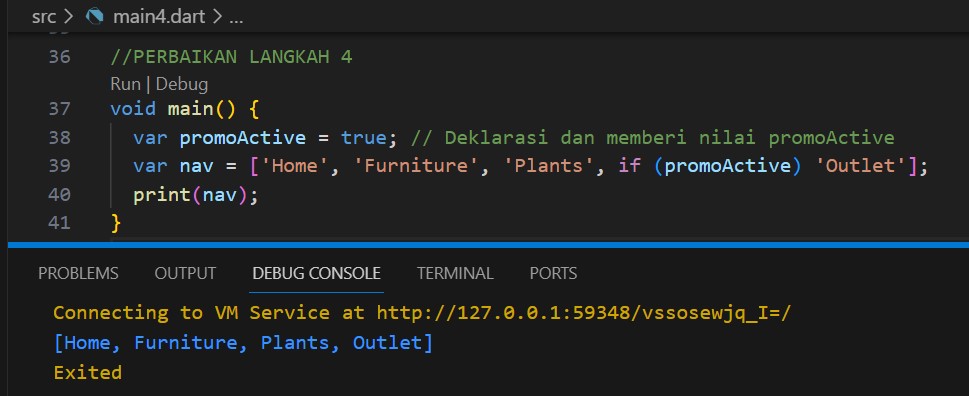 src > main4.dart > ...
36 //PERBAIKAN LANGKAH 4
Run | Debug
37 void main() {
38 var promoActive = true; // Deklarasi dan memberi nilai promoActive
39 var nav = ['Home', 'Furniture', 'Plants', if (promoActive) 'Outlet'];
40 print(nav);
41 }
PROBLEMS OUTPUT DEBUG CONSOLE TERMINAL PORTS
Connecting to VM Service at http://127.0.0.1:59348/vssosewjq_I=/
[Home, Furniture, Plants, Outlet]
Exited